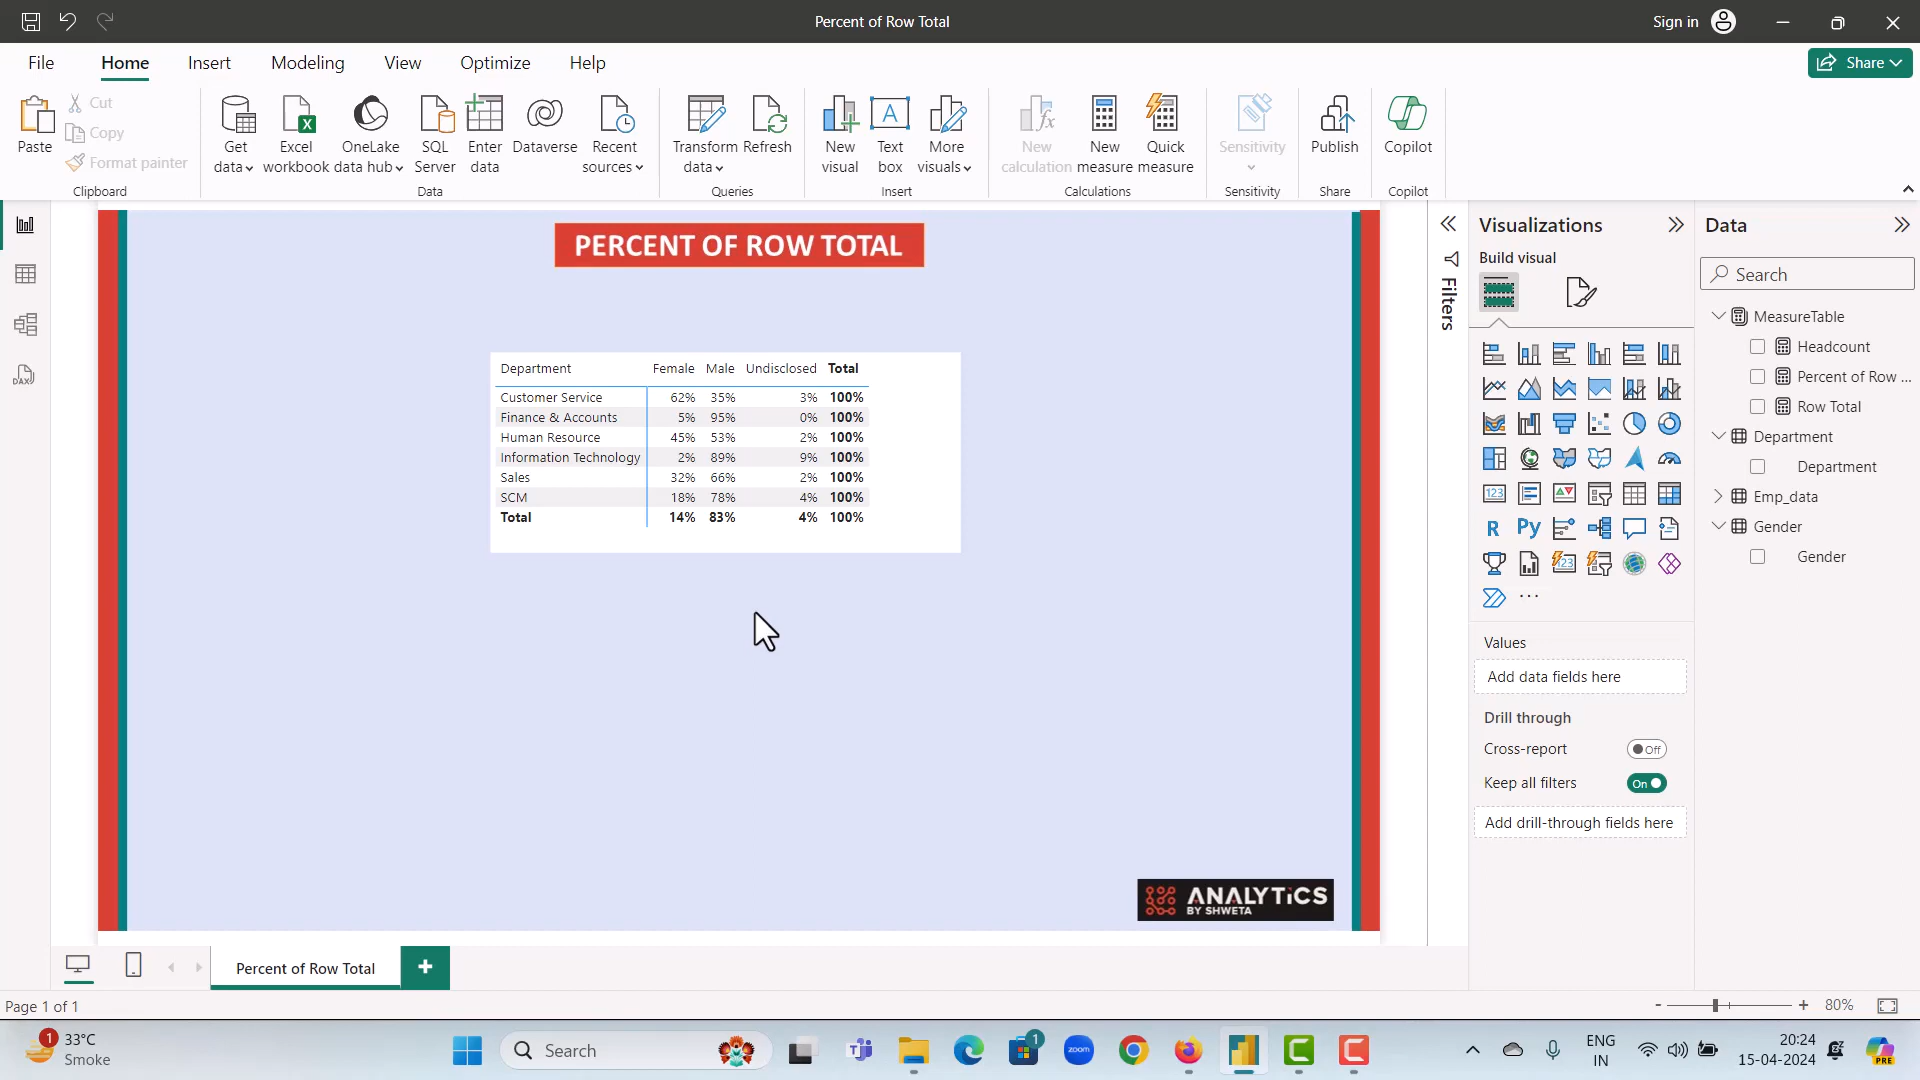 Percent of Row Total
Sign in
File Home Insert Modeling View Optimize Help
Share
Paste
Cut
Copy
Format painter
Clipboard
Get data
Excel workbook
OneLake data hub
SQL Server
Enter data
Dataverse
Recent sources
Data
Transform data
Refresh
Queries
New visual
Text box
More visuals
Insert
New calculation
New measure
Quick measure
Calculations
Sensitivity
Sensitivity
Publish
Share
Copilot
Copilot
DAX
PERCENT OF ROW TOTAL
Department Female Male Undisclosed Total
Customer Service 62% 35% 3% 100%
Finance & Accounts 5% 95% 0% 100%
Human Resource 45% 53% 2% 100%
Information Technology 2% 89% 9% 100%
Sales 32% 66% 2% 100%
SCM 18% 78% 4% 100%
Total 14% 83% 4% 100%
ANALYTiCS
BY SHWETA
Filters
Visualizations
Build visual
123
R Py
123
...
Values
Add data fields here
Drill through
Cross-report Off
Keep all filters On
Add drill-through fields here
Data
Search
MeasureTable
Headcount
Percent of Row ...
Row Total
Department
Department
Emp_data
Gender
Gender
Percent of Row Total +
Page 1 of 1
- + 80%
1
33°C
Smoke
Search
1
zoom
ENG
IN
20:24
15-04-2024
PRE